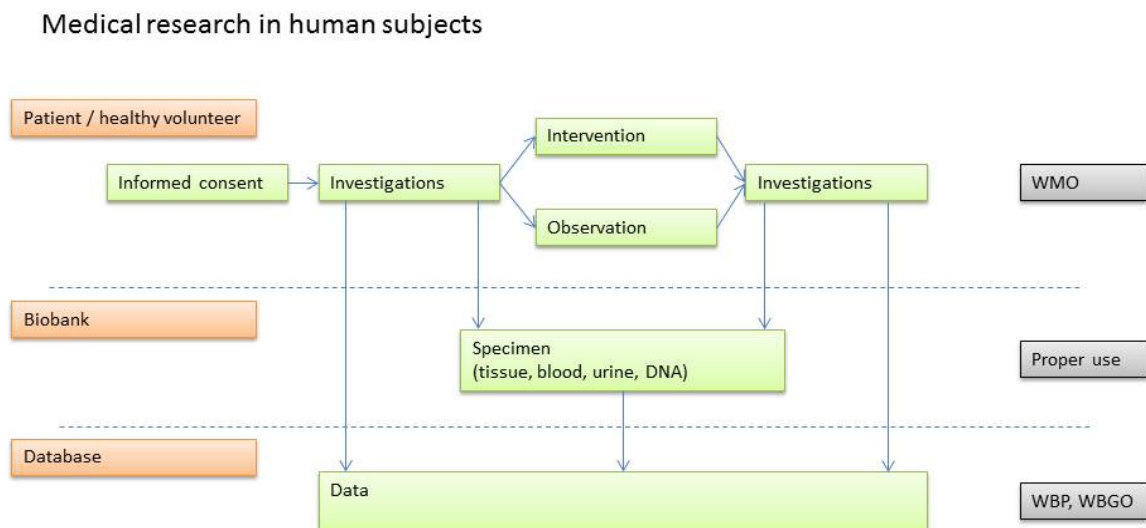 Medical research in human subjects
Patient / healthy volunteer
Intervention
Informed consent
Investigations
Investigations
WMO
Observation
Biobank
Specimen
(tissue, blood, urine, DNA)
Proper use
Database
Data
WBP, WBGO